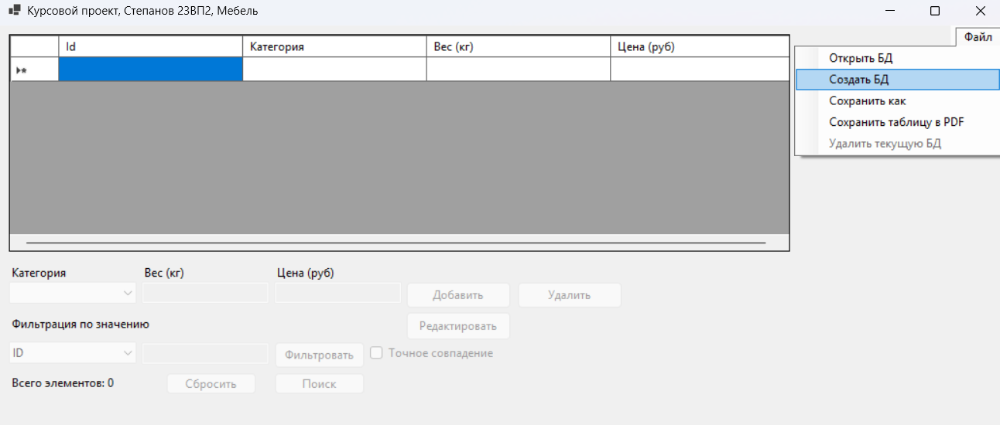 Курсовой проект, Степанов 23ВП2, Мебель
Файл
Id Категория Вес (кг) Цена (руб)
Открыть БД
Создать БД
Сохранить как
Сохранить таблицу в PDF
Удалить текущую БД
Категория Вес (кг) Цена (руб)
Добавить Удалить
Фильтрация по значению
Редактировать
ID Фильтровать Точное совпадение
Всего элементов: 0 Сбросить Поиск